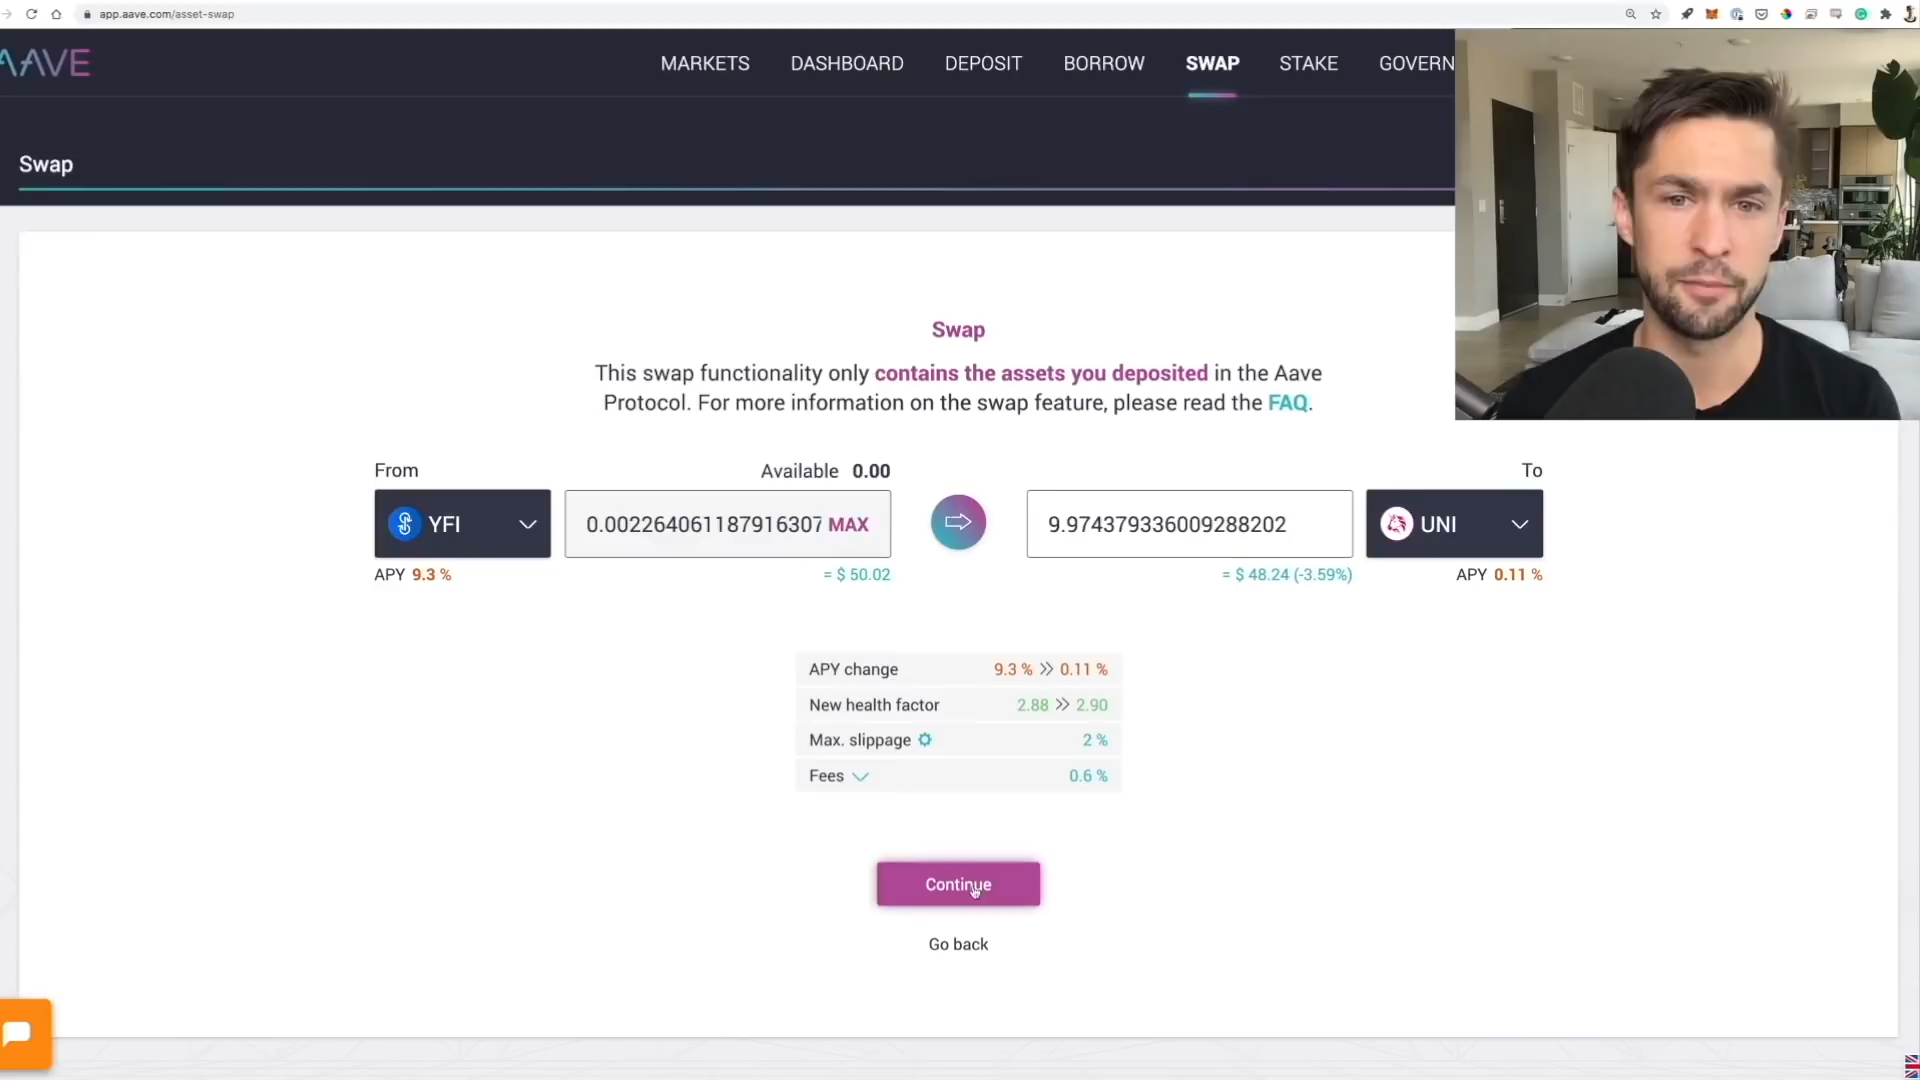 app.aave.com/asset-swap
AAVE
MARKETS DASHBOARD DEPOSIT BORROW SWAP STAKE GOVERN
Swap
Swap
This swap functionality only contains the assets you deposited in the Aave
Protocol. For more information on the swap feature, please read the FAQ.
From Available 0.00 To
YFI 0.002264061187916307 MAX 9.974379336009288202 UNI
APY 9.3 % = $ 50.02 = $ 48.24 (-3.59%) APY 0.11 %
APY change 9.3 % 0.11 %
New health factor 2.88 2.90
Max. slippage 2 %
Fees 0.6 %
Continue
Go back